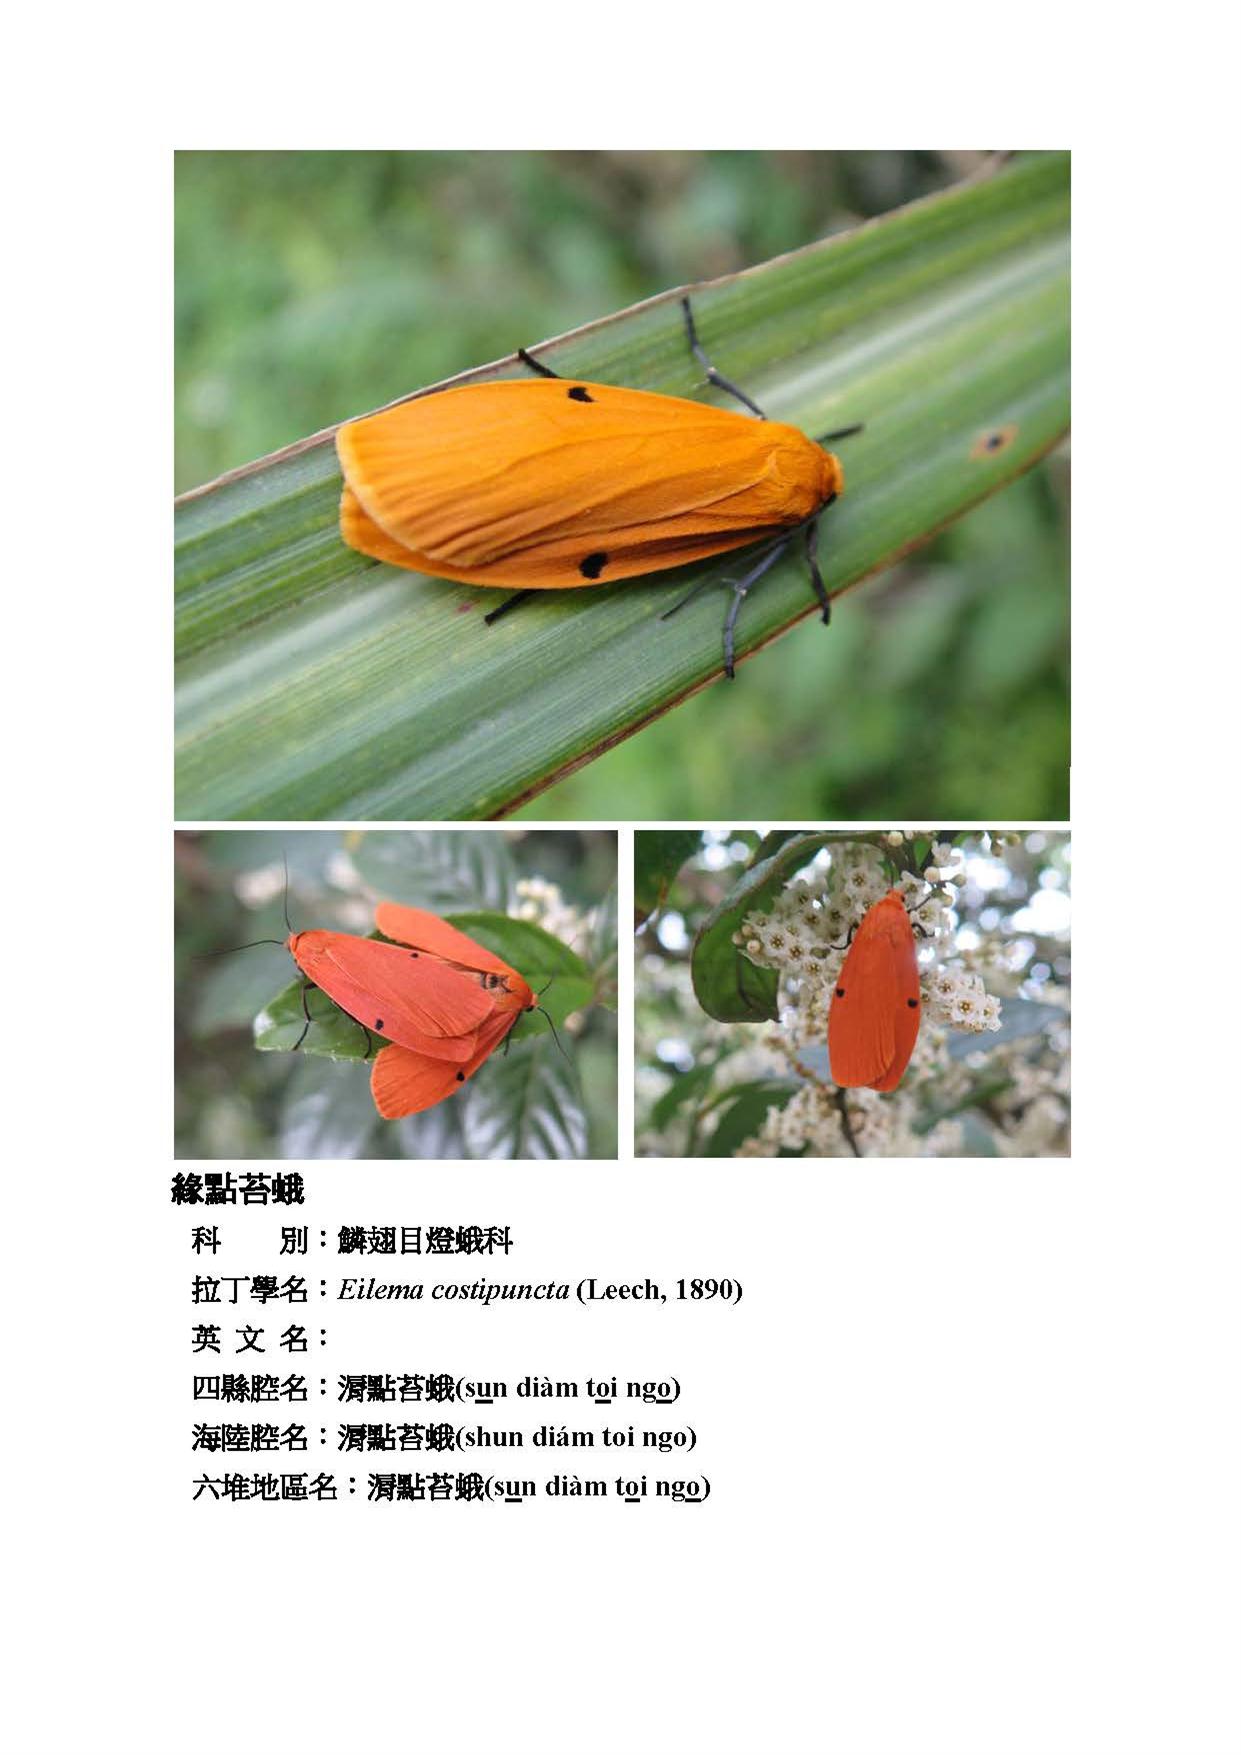 緣點苔蛾
科　　別：鱗翅目燈蛾科
拉丁學名：Eilema costipuncta (Leech, 1890)
英 文 名：
四縣腔名：漘點苔蛾(sun diàm toi ngo)
海陸腔名：漘點苔蛾(shun diám toi ngo)
六堆地區名：漘點苔蛾(sun diàm toi ngo)